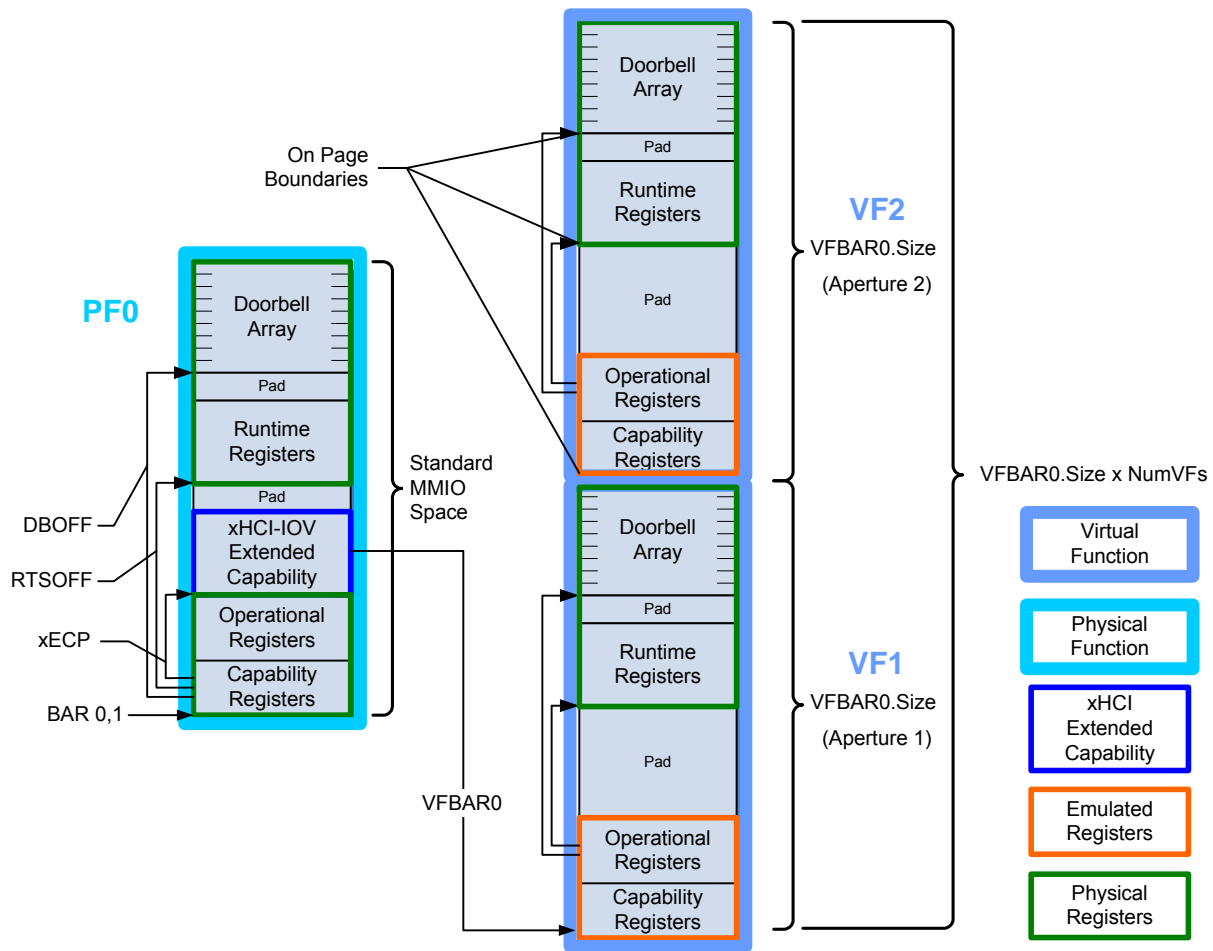 PF0
Doorbell
Array
Pad
Runtime
Registers
Pad
xHCI-IOV
Extended
Capability
Operational
Registers
Capability
Registers
DBOFF
RTSOFF
xECP
BAR 0,1
Standard
MMIO
Space
On Page
Boundaries
VFBAR0
Doorbell
Array
Pad
Runtime
Registers
Pad
Operational
Registers
Capability
Registers
Doorbell
Array
Pad
Runtime
Registers
Pad
Operational
Registers
Capability
Registers
VF2
VFBAR0.Size
(Aperture 2)
VF1
VFBAR0.Size
(Aperture 1)
VFBAR0.Size x NumVFs
Virtual
Function
Physical
Function
xHCI
Extended
Capability
Emulated
Registers
Physical
Registers